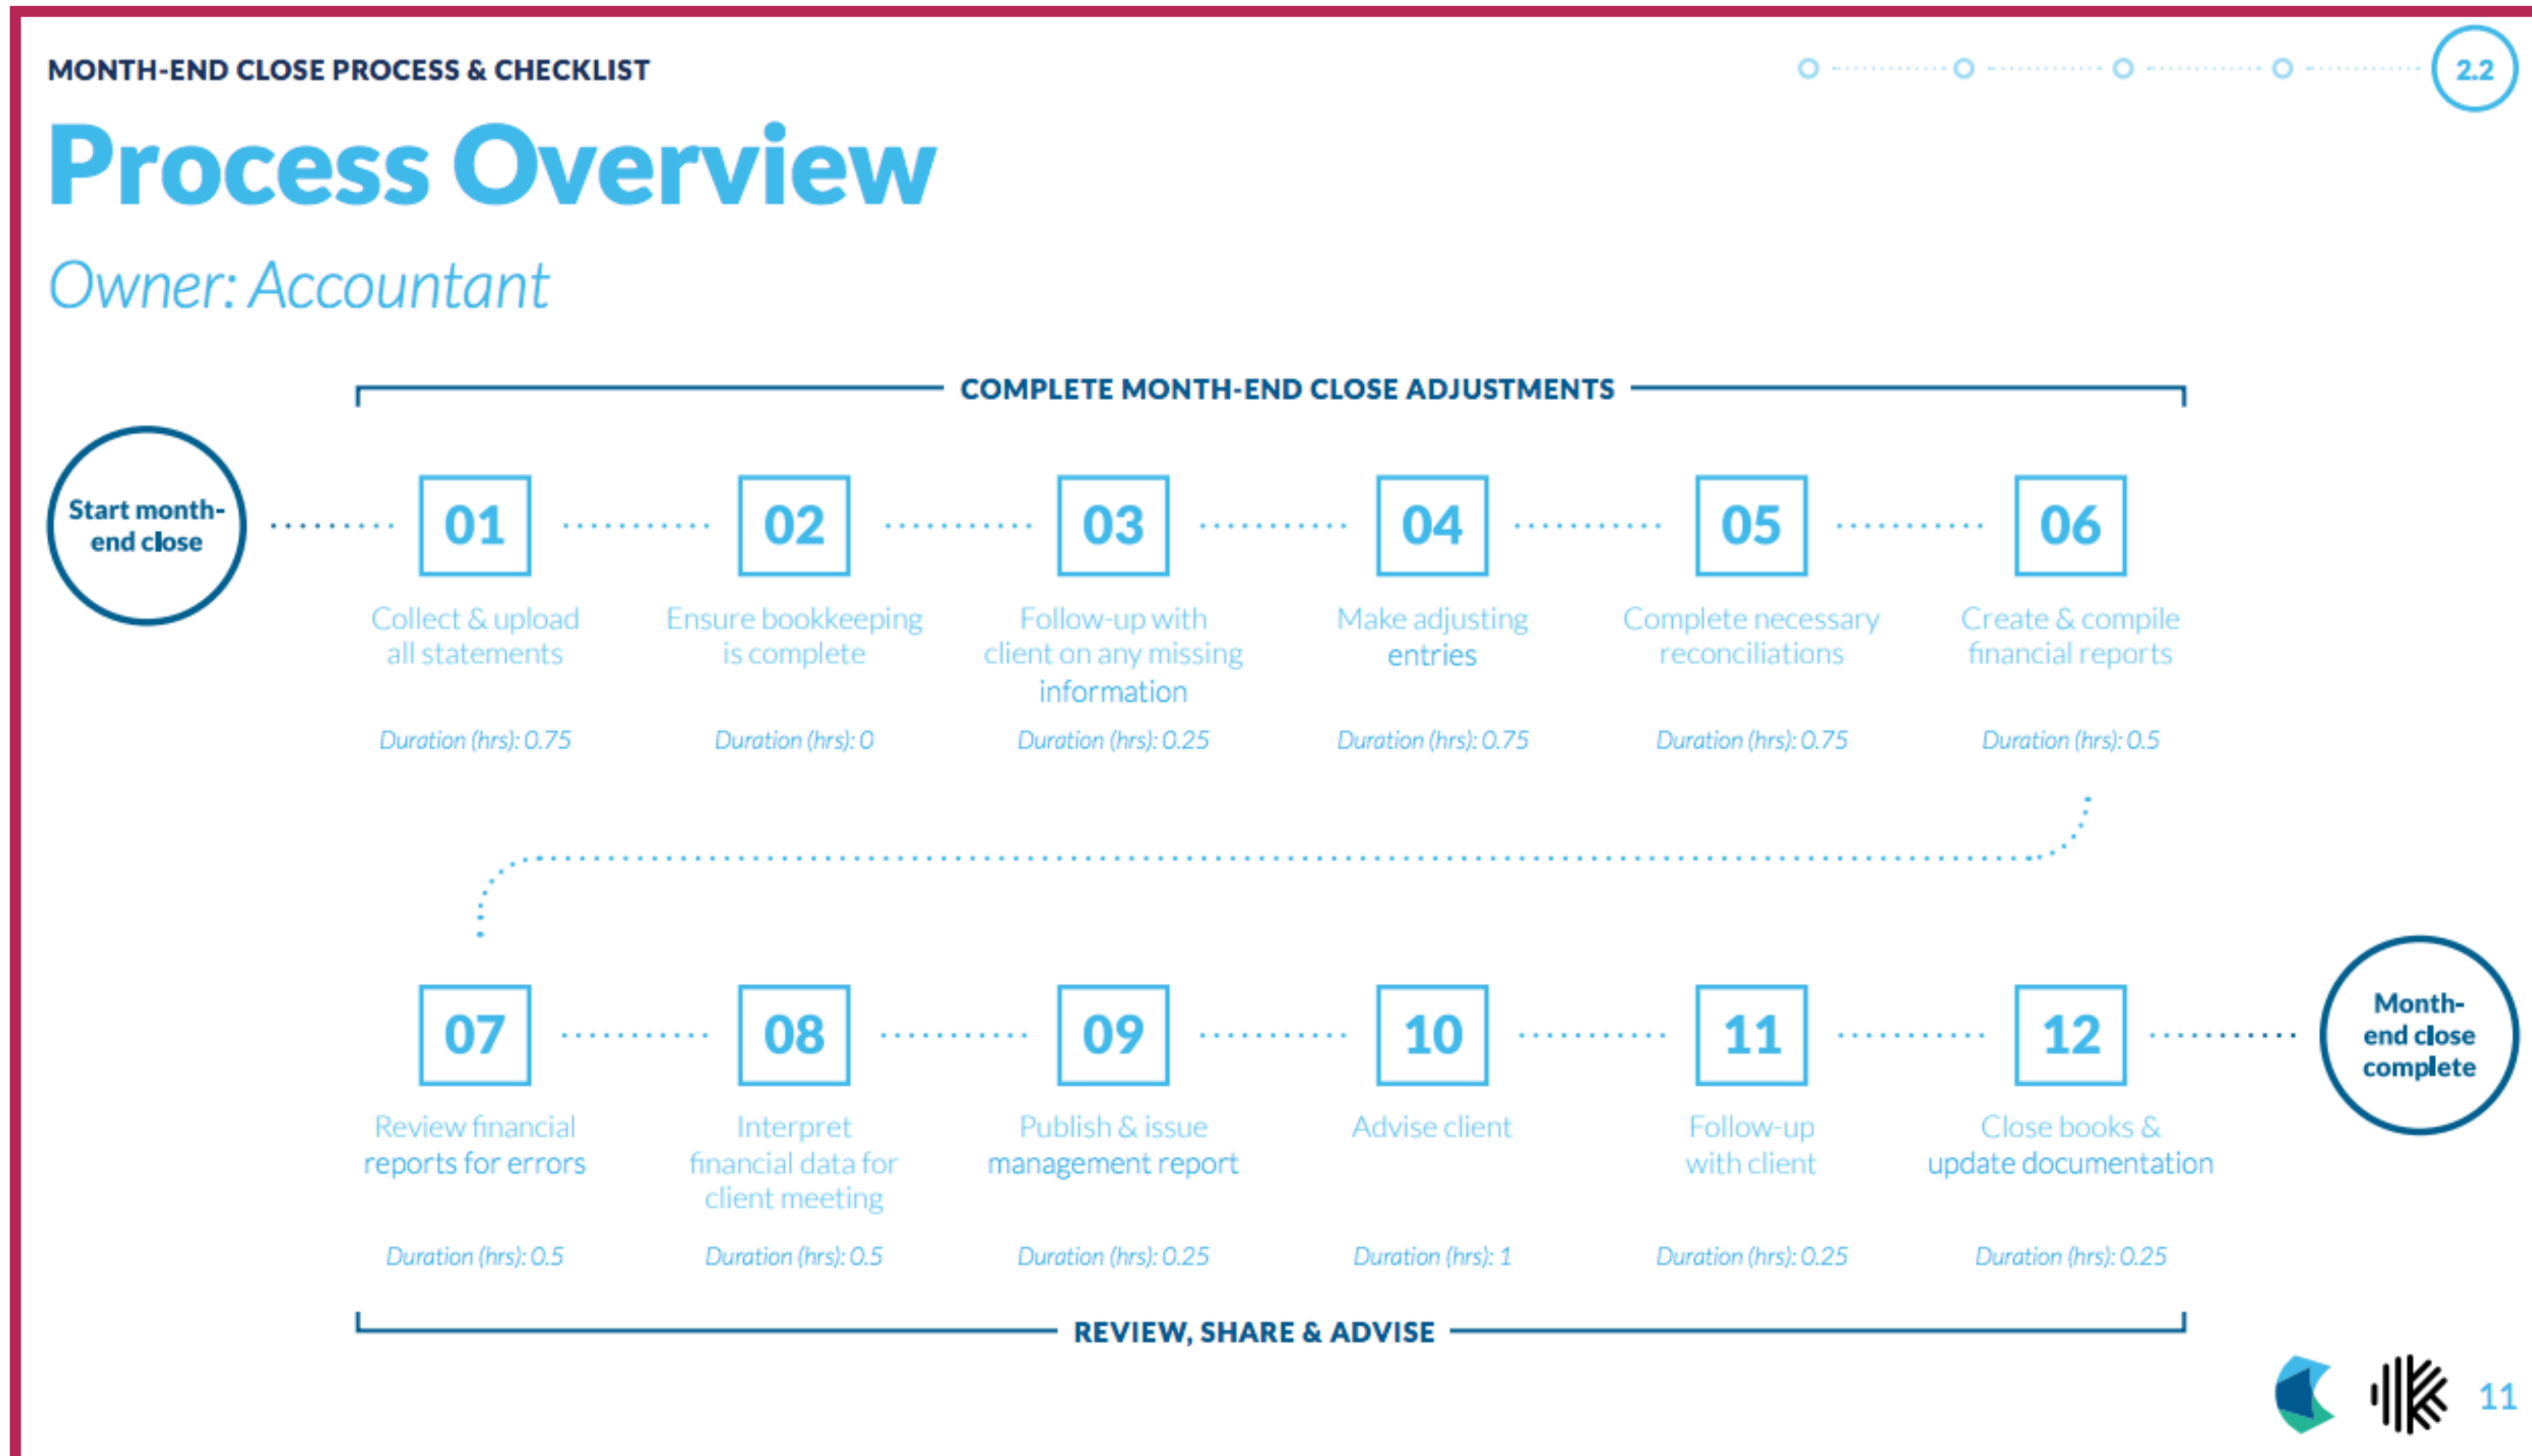 MONTH-END CLOSE PROCESS & CHECKLIST
2.2
Process Overview
Owner: Accountant
COMPLETE MONTH-END CLOSE ADJUSTMENTS
Start month-
end close
01
Collect & upload
all statements
Duration (hrs): 0.75
02
Ensure bookkeeping
is complete
Duration (hrs): 0
03
Follow-up with
client on any missing
information
Duration (hrs): 0.25
04
Make adjusting
entries
Duration (hrs): 0.75
05
Complete necessary
reconciliations
Duration (hrs): 0.75
06
Create & compile
financial reports
Duration (hrs): 0.5
07
Review financial
reports for errors
Duration (hrs): 0.5
08
Interpret
financial data for
client meeting
Duration (hrs): 0.5
09
Publish & issue
management report
Duration (hrs): 0.25
10
Advise client
Duration (hrs): 1
11
Follow-up
with client
Duration (hrs): 0.25
12
Close books &
update documentation
Duration (hrs): 0.25
Month-
end close
complete
REVIEW, SHARE & ADVISE
11